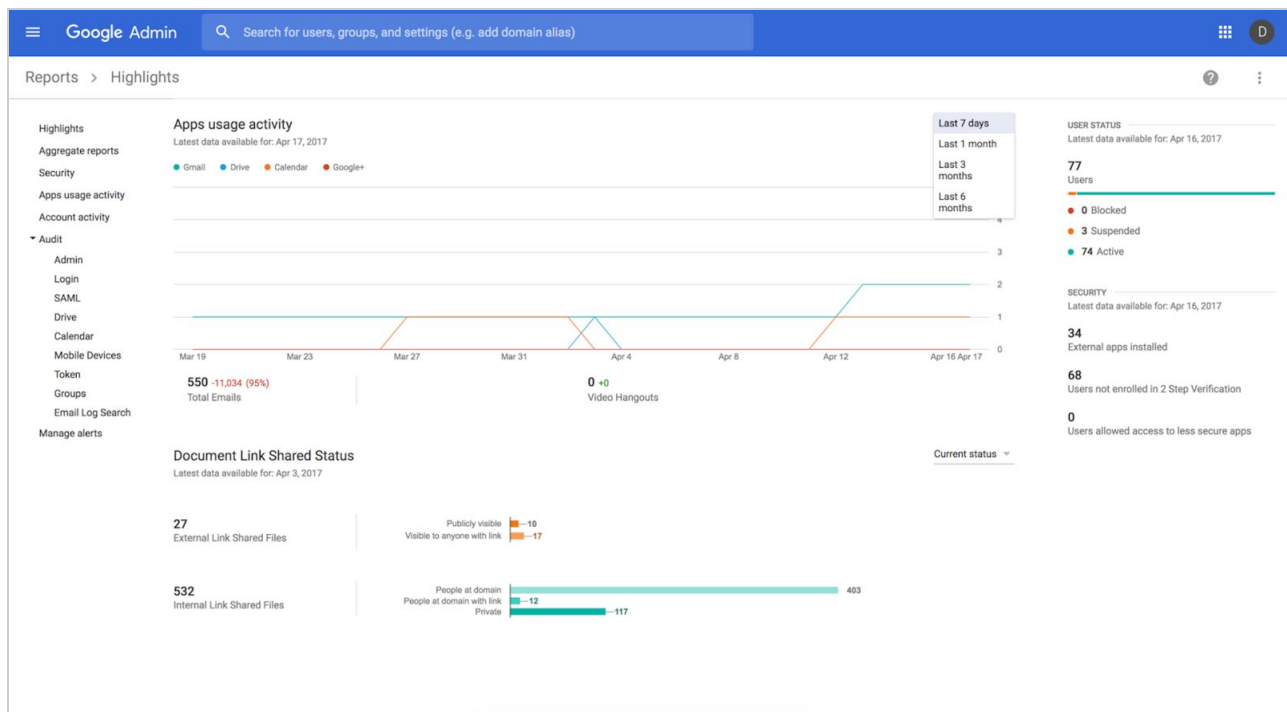 Google Admin
Search for users, groups, and settings (e.g. add domain alias)
D
Reports > Highlights
Highlights
Aggregate reports
Security
Apps usage activity
Account activity
Audit
Admin
Login
SAML
Drive
Calendar
Mobile Devices
Token
Groups
Email Log Search
Manage alerts
Apps usage activity
Latest data available for: Apr 17, 2017
Gmail Drive Calendar Google+
Last 7 days
Last 1 month
Last 3
months
Last 6
months
4
3
2
1
0
Mar 19 Mar 23 Mar 27 Mar 31 Apr 4 Apr 8 Apr 12 Apr 16 Apr 17
550 -11,034 (95%)
Total Emails
0 +0
Video Hangouts
Document Link Shared Status
Latest data available for: Apr 3, 2017
Current status
27
External Link Shared Files
Publicly visible 10
Visible to anyone with link 17
532
Internal Link Shared Files
People at domain 403
People at domain with link 12
Private 117
USER STATUS
Latest data available for: Apr 16, 2017
77
Users
0 Blocked
3 Suspended
74 Active
SECURITY
Latest data available for: Apr 16, 2017
34
External apps installed
68
Users not enrolled in 2 Step Verification
0
Users allowed access to less secure apps